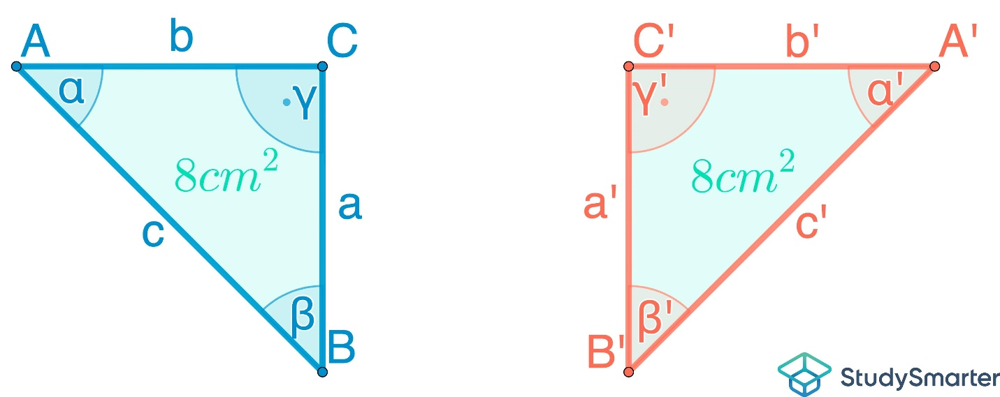 A b C
α γ
8cm²
a
c
β
B
C' b' A'
γ' α'
8cm²
a'
c'
β'
B'
StudySmarter